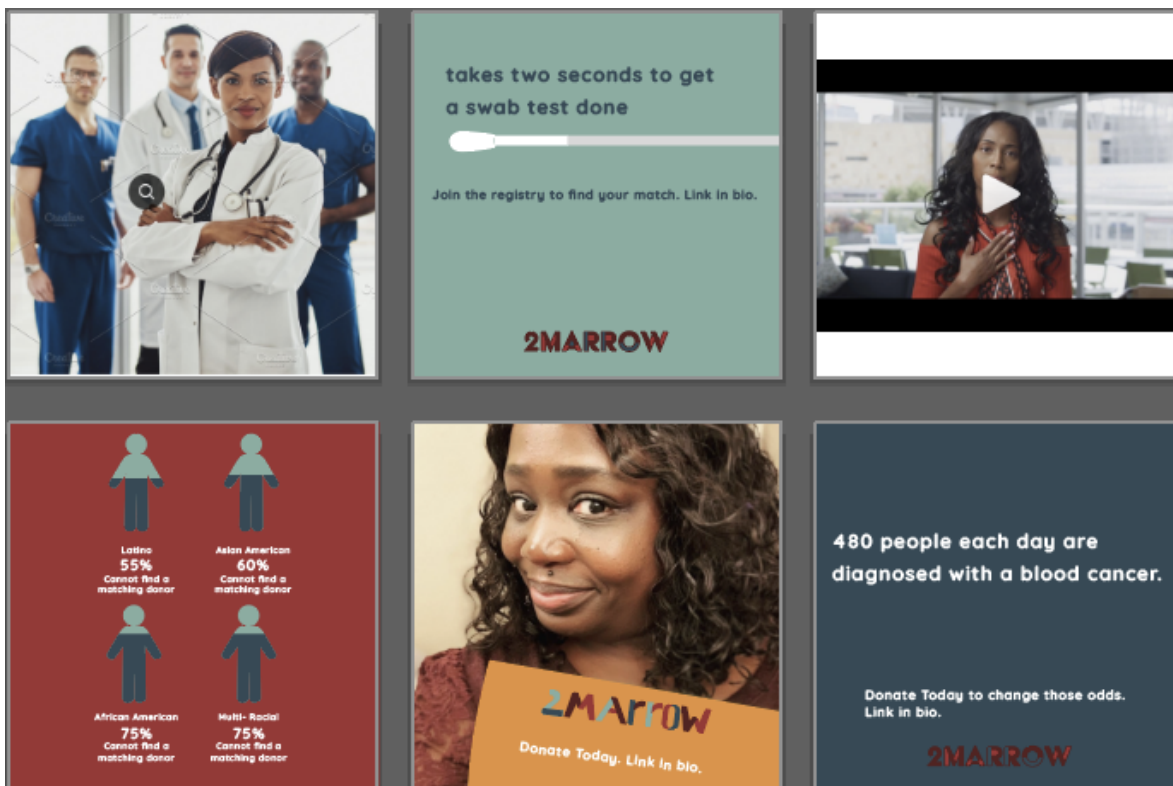 Creative
takes two seconds to get
a swab test done
Join the registry to find your match. Link in bio.
2MARROW
Latino
55%
Cannot find a
matching donor
Asian American
60%
Cannot find a
matching donor
African American
75%
Cannot find a
matching donor
Multi- Racial
75%
Cannot find a
matching donor
2MArrOW
Donate Today. Link in bio.
480 people each day are
diagnosed with a blood cancer.
Donate Today to change those odds.
Link in bio.
2MARROW